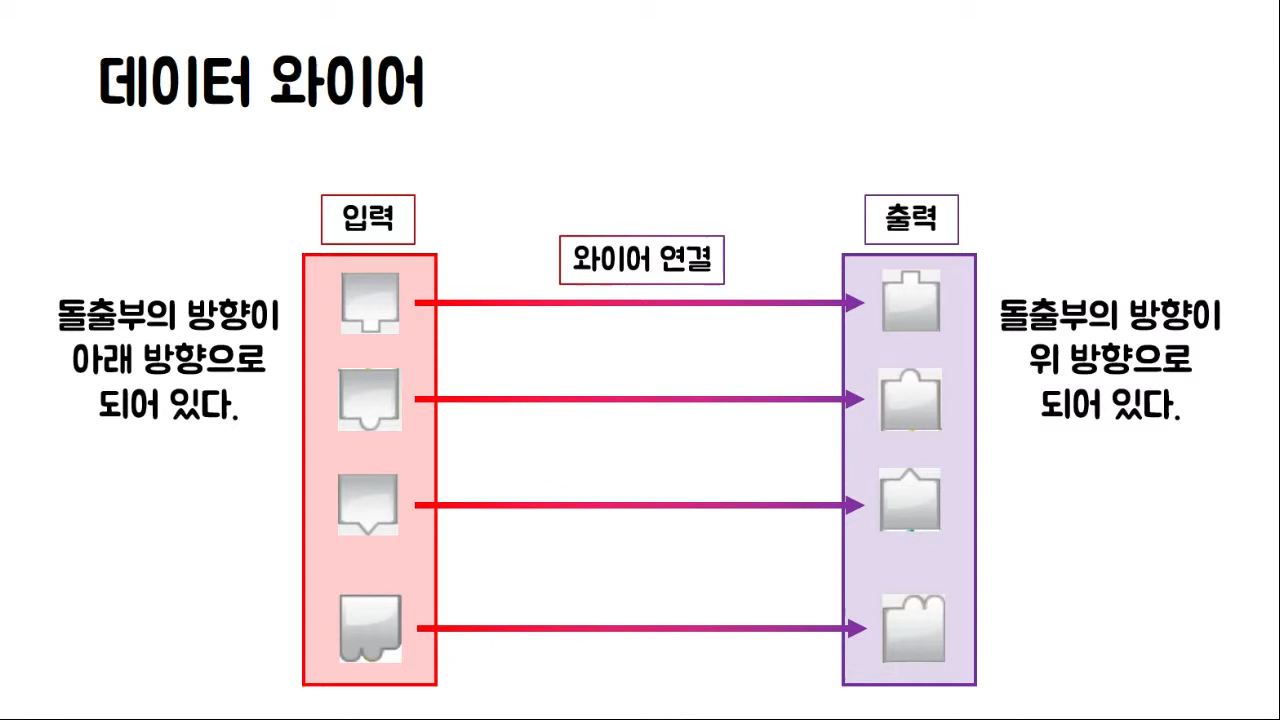 데이터 와이어
입력
출력
와이어 연결
돌출부의 방향이
아래 방향으로
되어 있다.
돌출부의 방향이
위 방향으로
되어 있다.